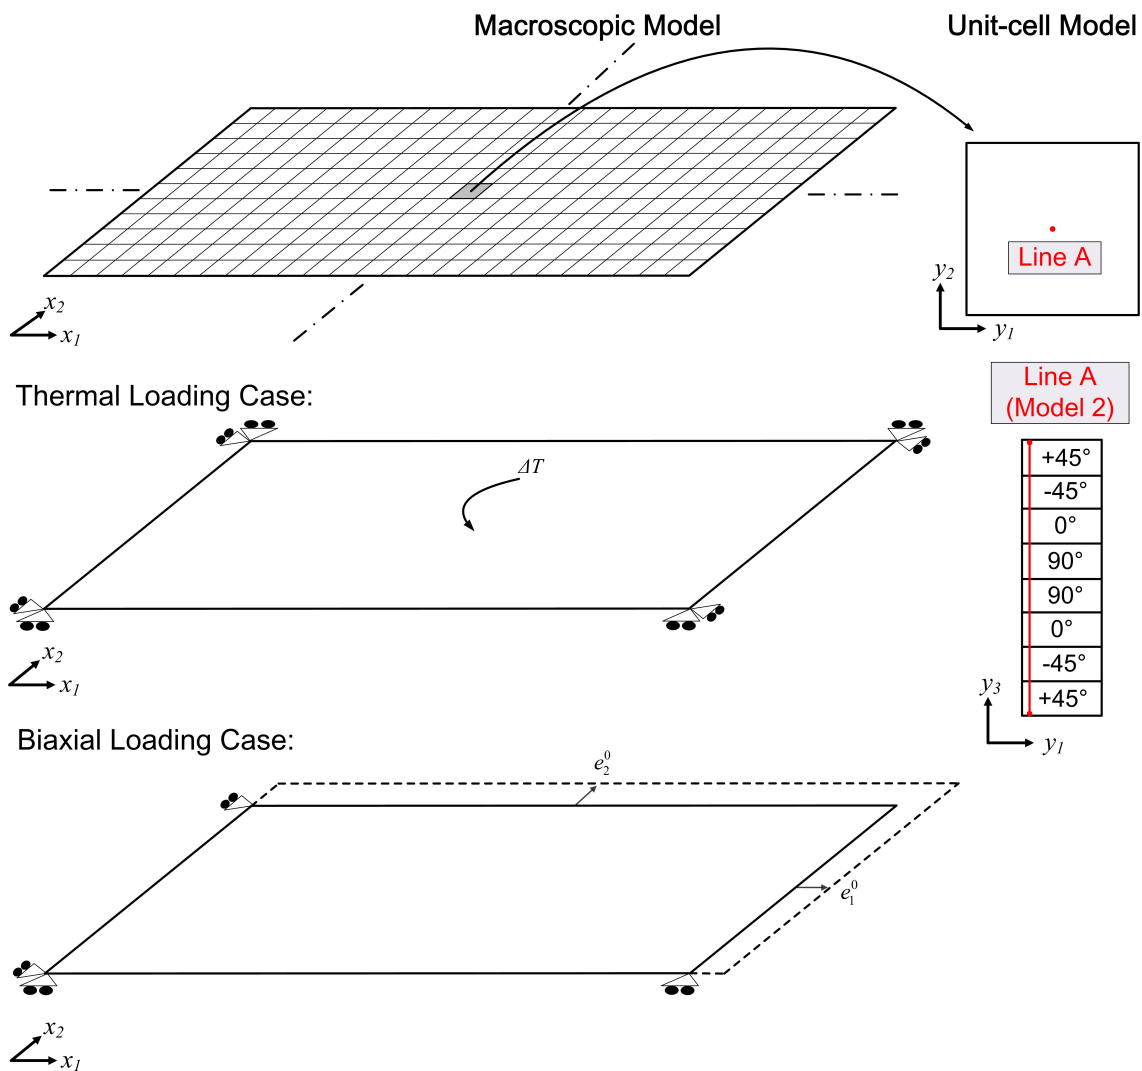 Macroscopic Model
Unit-cell Model
Line A
y2
y1
x2
x1
Thermal Loading Case:
ΔT
x2
x1
Line A
(Model 2)
+45°
-45°
0°
90°
90°
0°
-45°
+45°
y3
y1
Biaxial Loading Case:
e⁰₂
e⁰₁
x2
x1